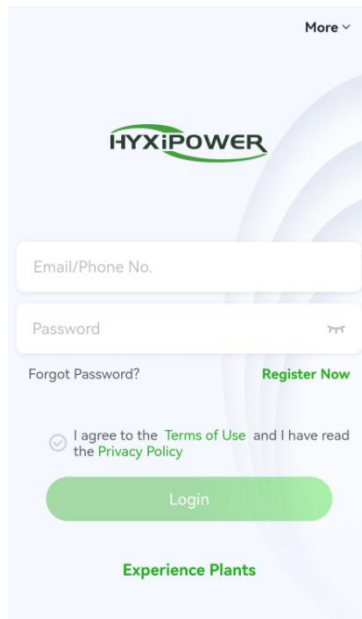 More
HYXiPOWER
Email/Phone No.
Password
Forgot Password?
Register Now
I agree to the Terms of Use and I have read
the Privacy Policy
Login
Experience Plants